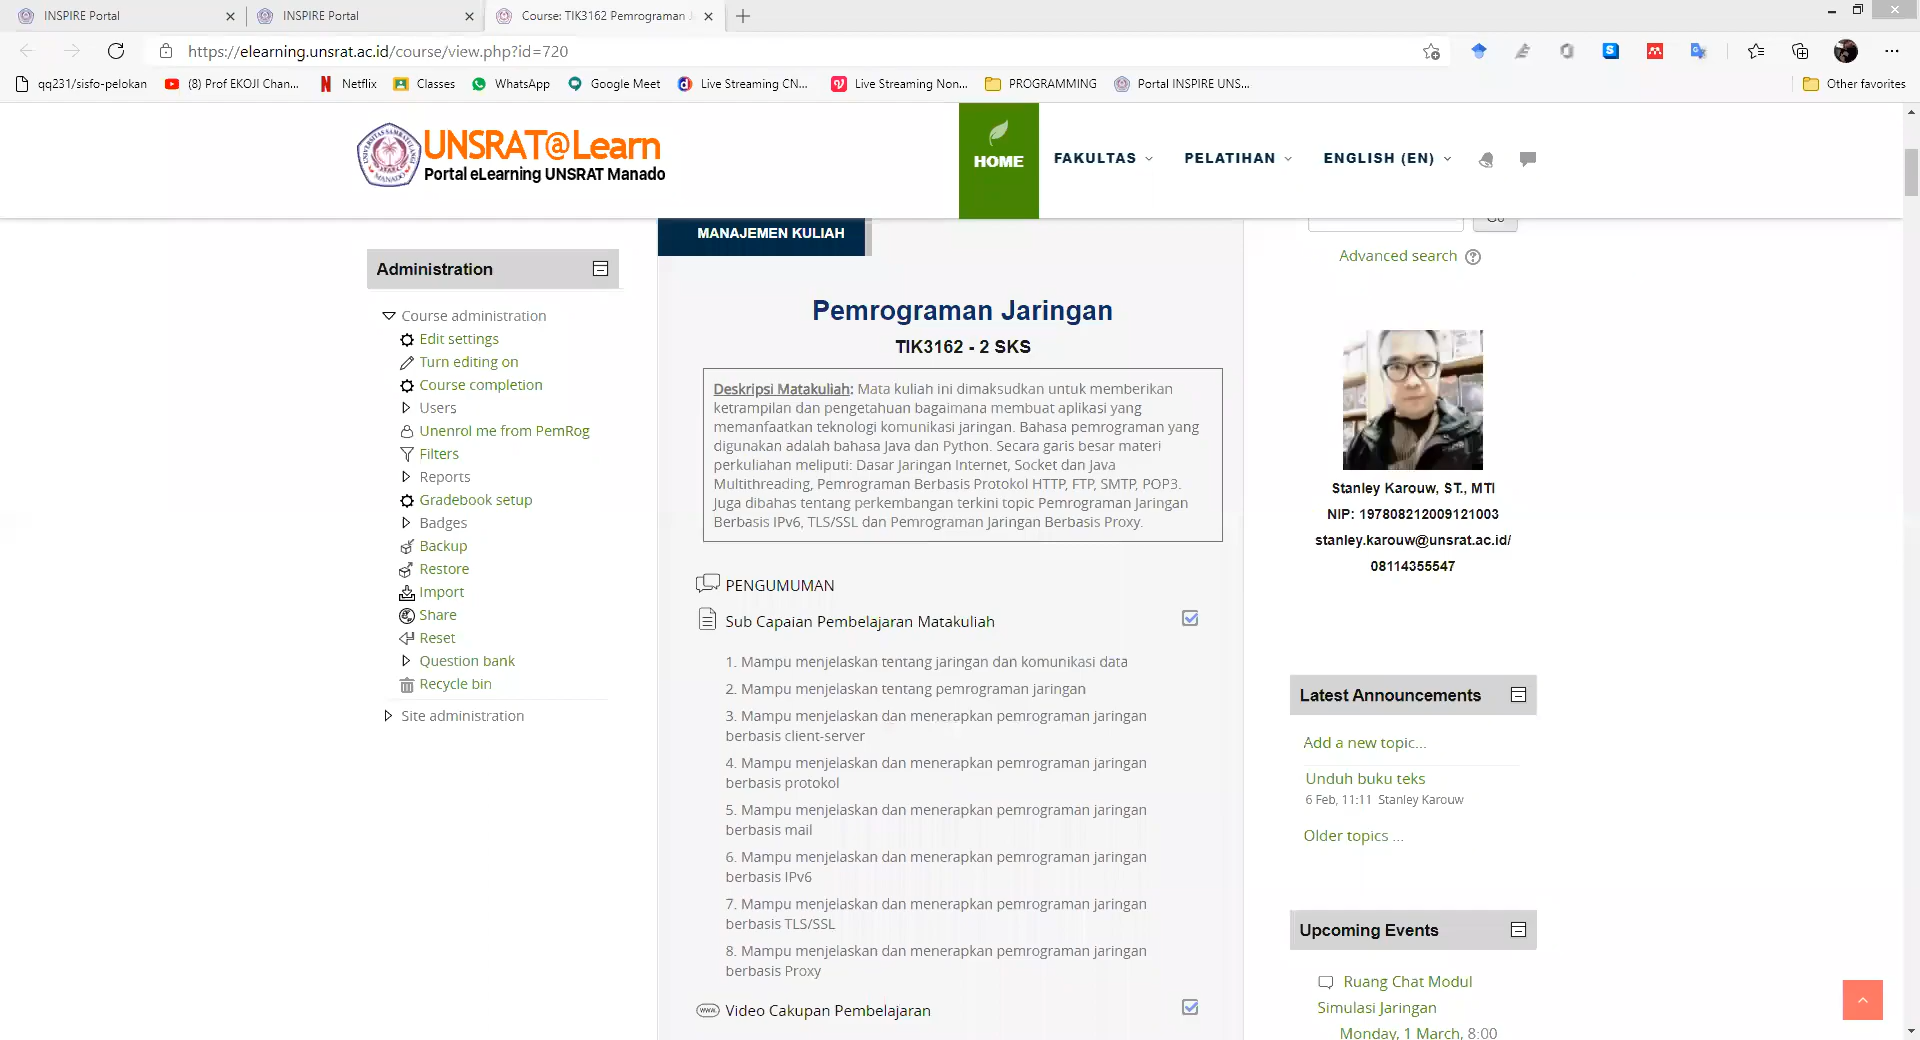 INSPIRE Portal
INSPIRE Portal
Course: TIK3162 Pemrograman J
https://elearning.unsrat.ac.id/course/view.php?id=720
qq231/sisfo-pelokan
(8) Prof EKOJI Chan...
Netflix
Classes
WhatsApp
Google Meet
Live Streaming CN...
Live Streaming Non...
PROGRAMMING
Portal INSPIRE UNS...
Other favorites
UNSRAT@Learn
Portal eLearning UNSRAT Manado
HOME
FAKULTAS
PELATIHAN
ENGLISH (EN)
Administration
Course administration
Edit settings
Turn editing on
Course completion
Users
Unenrol me from PemRog
Filters
Reports
Gradebook setup
Badges
Backup
Restore
Import
Share
Reset
Question bank
Recycle bin
Site administration
MANAJEMEN KULIAH
Pemrograman Jaringan
TIK3162 - 2 SKS
Deskripsi Matakuliah: Mata kuliah ini dimaksudkan untuk memberikan
ketrampilan dan pengetahuan bagaimana membuat aplikasi yang
memanfaatkan teknologi komunikasi jaringan. Bahasa pemrograman yang
digunakan adalah bahasa Java dan Python. Secara garis besar materi
perkuliahan meliputi: Dasar Jaringan Internet, Socket dan Java
Multithreading, Pemrograman Berbasis Protokol HTTP, FTP, SMTP, POP3.
Juga dibahas tentang perkembangan terkini topic Pemrograman Jaringan
Berbasis IPv6, TLS/SSL dan Pemrograman Jaringan Berbasis Proxy.
PENGUMUMAN
Sub Capaian Pembelajaran Matakuliah
1. Mampu menjelaskan tentang jaringan dan komunikasi data
2. Mampu menjelaskan tentang pemrograman jaringan
3. Mampu menjelaskan dan menerapkan pemrograman jaringan
berbasis client-server
4. Mampu menjelaskan dan menerapkan pemrograman jaringan
berbasis protokol
5. Mampu menjelaskan dan menerapkan pemrograman jaringan
berbasis mail
6. Mampu menjelaskan dan menerapkan pemrograman jaringan
berbasis IPv6
7. Mampu menjelaskan dan menerapkan pemrograman jaringan
berbasis TLS/SSL
8. Mampu menjelaskan dan menerapkan pemrograman jaringan
berbasis Proxy
Video Cakupan Pembelajaran
Go
Advanced search
Stanley Karouw, ST., MTI
NIP: 197808212009121003
stanley.karouw@unsrat.ac.id/
08114355547
Latest Announcements
Add a new topic...
Unduh buku teks
6 Feb, 11:11 Stanley Karouw
Older topics ...
Upcoming Events
Ruang Chat Modul
Simulasi Jaringan
Monday, 1 March, 8:00